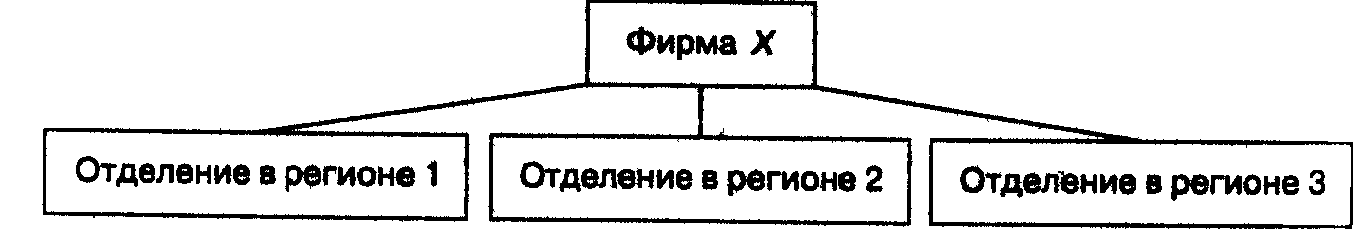 Фирма X
Отделение в регионе 1
Отделение в регионе 2
Отделение в регионе 3